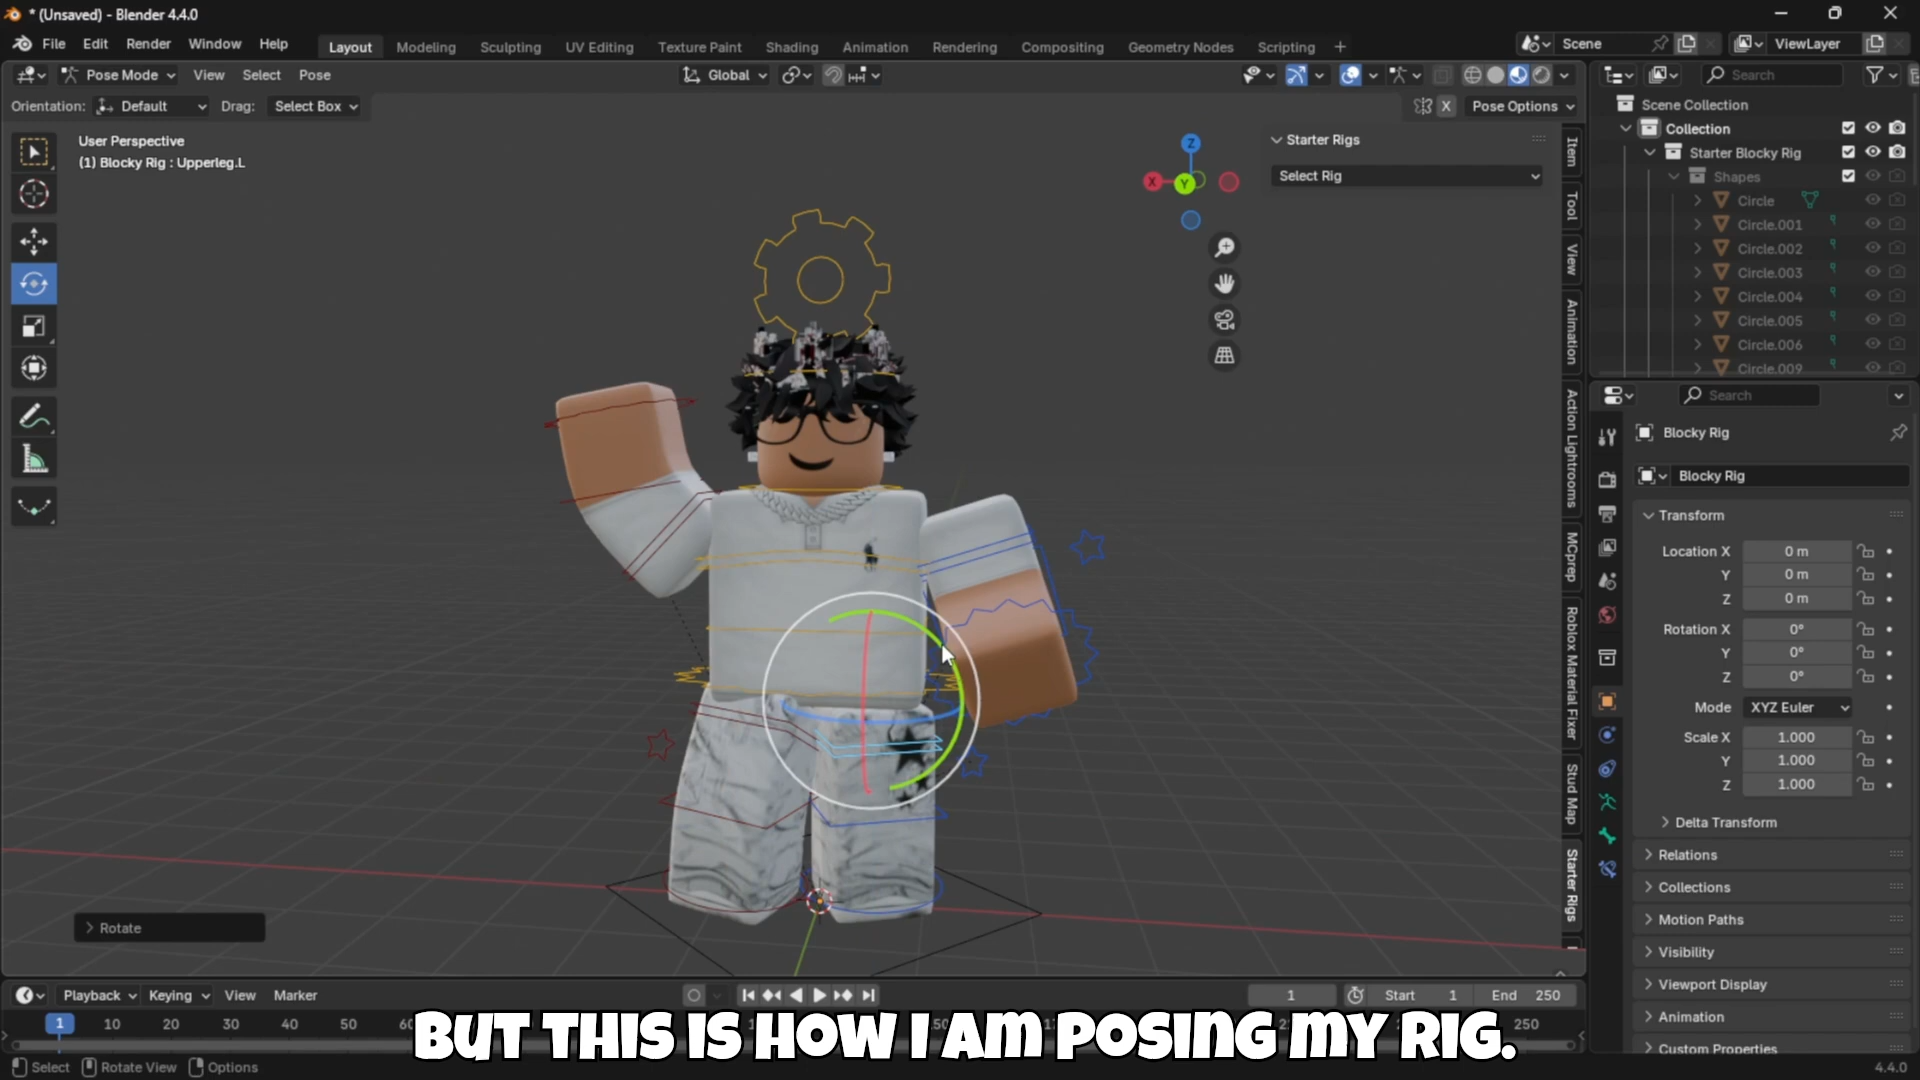 * (Unsaved) - Blender 4.4.0
File Edit Render Window Help
Layout Modeling Sculpting UV Editing Texture Paint Shading Animation Rendering Compositing Geometry Nodes Scripting +
Scene
ViewLayer
Pose Mode View Select Pose
Global
Search
Orientation: Default Drag: Select Box
X Pose Options
User Perspective
(1) Blocky Rig : Upperleg.L
Z
X
Y
Starter Rigs
Select Rig
Item
Tool
View
Animation
Action Lightrooms
MCprep
Roblox Material Fixer
Stud Map
Starter Rigs
Scene Collection
Collection
Starter Blocky Rig
Shapes
Circle
Circle.001
Circle.002
Circle.003
Circle.004
Circle.005
Circle.006
Circle.009
Search
Blocky Rig
Blocky Rig
Transform
Location X 0 m
Y 0 m
Z 0 m
Rotation X 0°
Y 0°
Z 0°
Mode XYZ Euler
Scale X 1.000
Y 1.000
Z 1.000
Delta Transform
Relations
Collections
Motion Paths
Visibility
Viewport Display
Animation
Custom Properties
Rotate
Playback Keying View Marker
1 Start 1 End 250
1 10 20 30 40 50 250
BUT THIS IS HOW I AM POSING MY RIG.
Select Rotate View Options
4.4.0